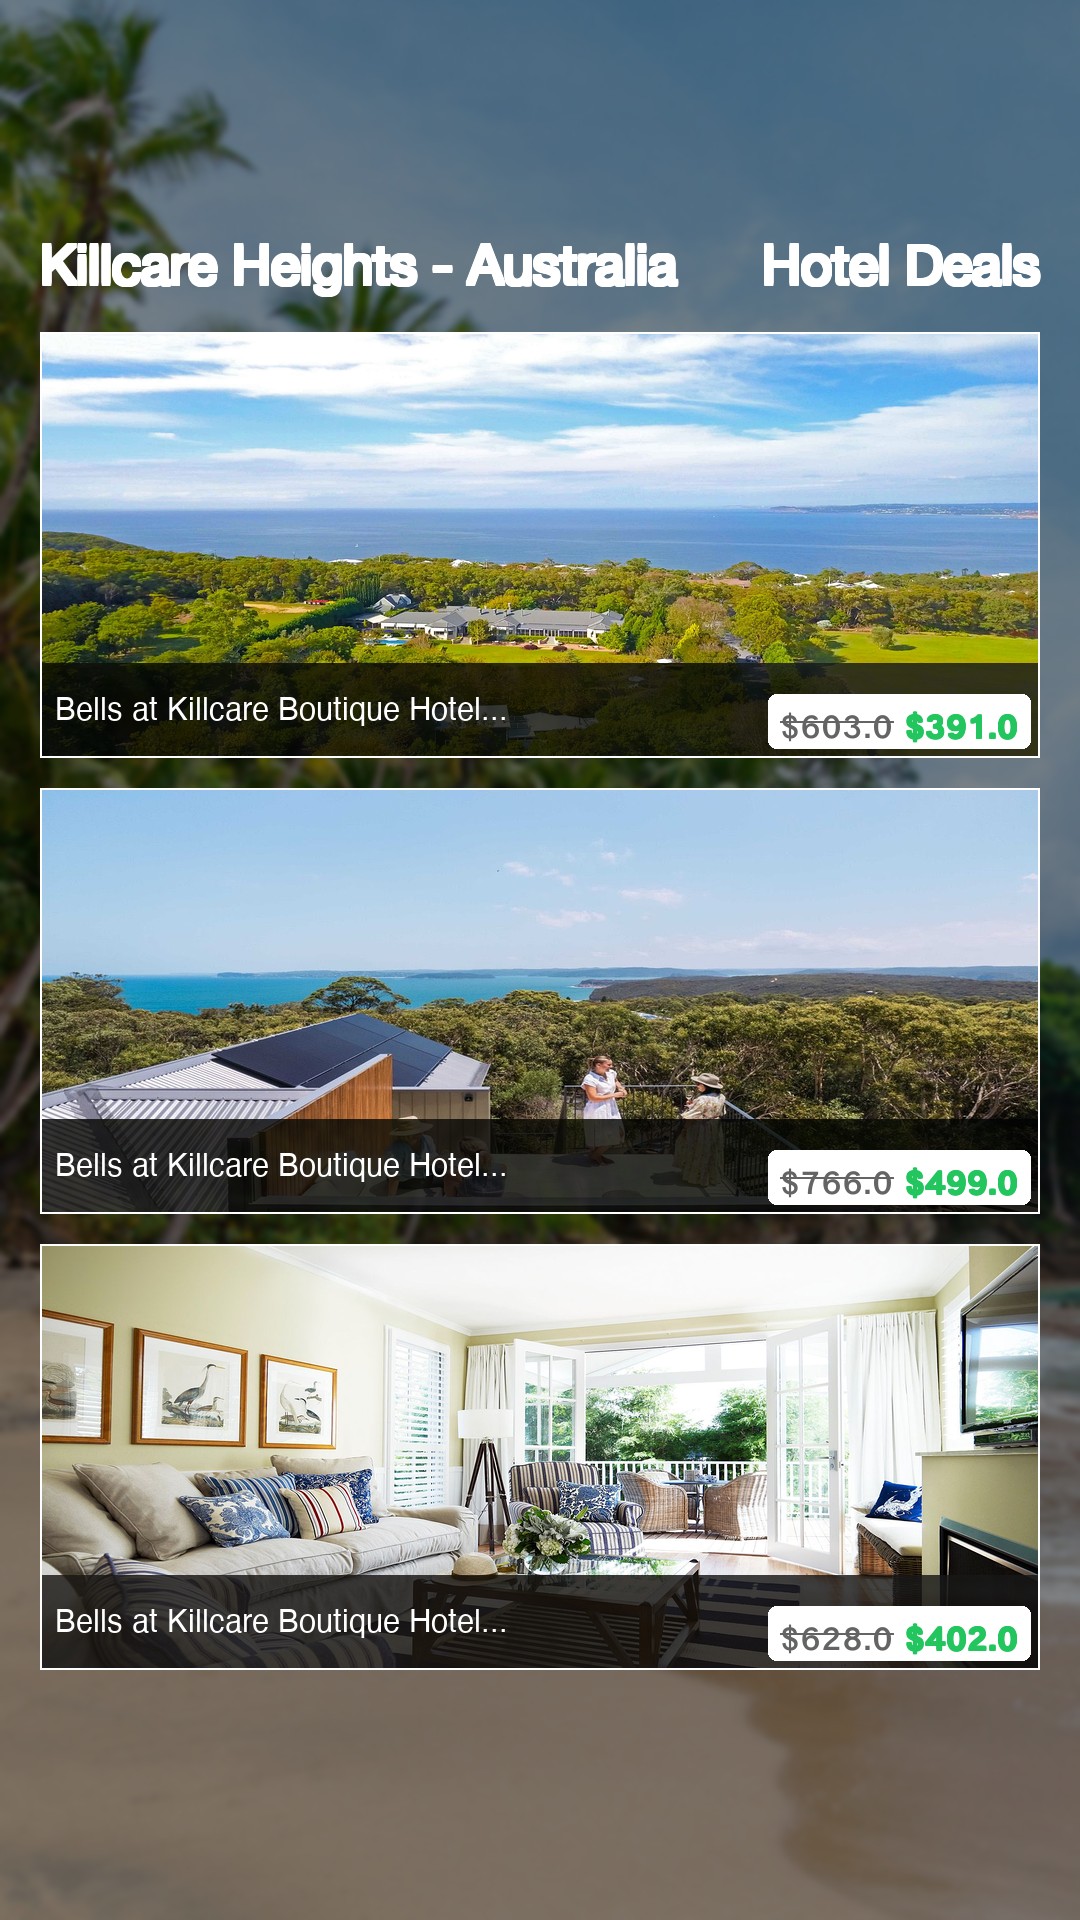 Killcare Heights - Australia Hotel Deals
Bells at Killcare Boutique Hotel...
$603.0 $391.0
Bells at Killcare Boutique Hotel...
$766.0 $499.0
Bells at Killcare Boutique Hotel...
$628.0 $402.0